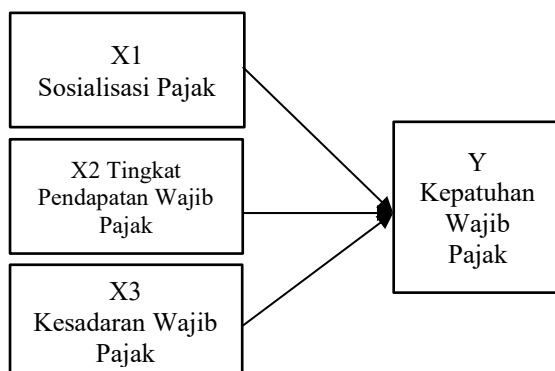 X1
Sosialisasi Pajak
X2 Tingkat
Pendapatan Wajib
Pajak
X3
Kesadaran Wajib
Pajak
Y
Kepatuhan
Wajib
Pajak